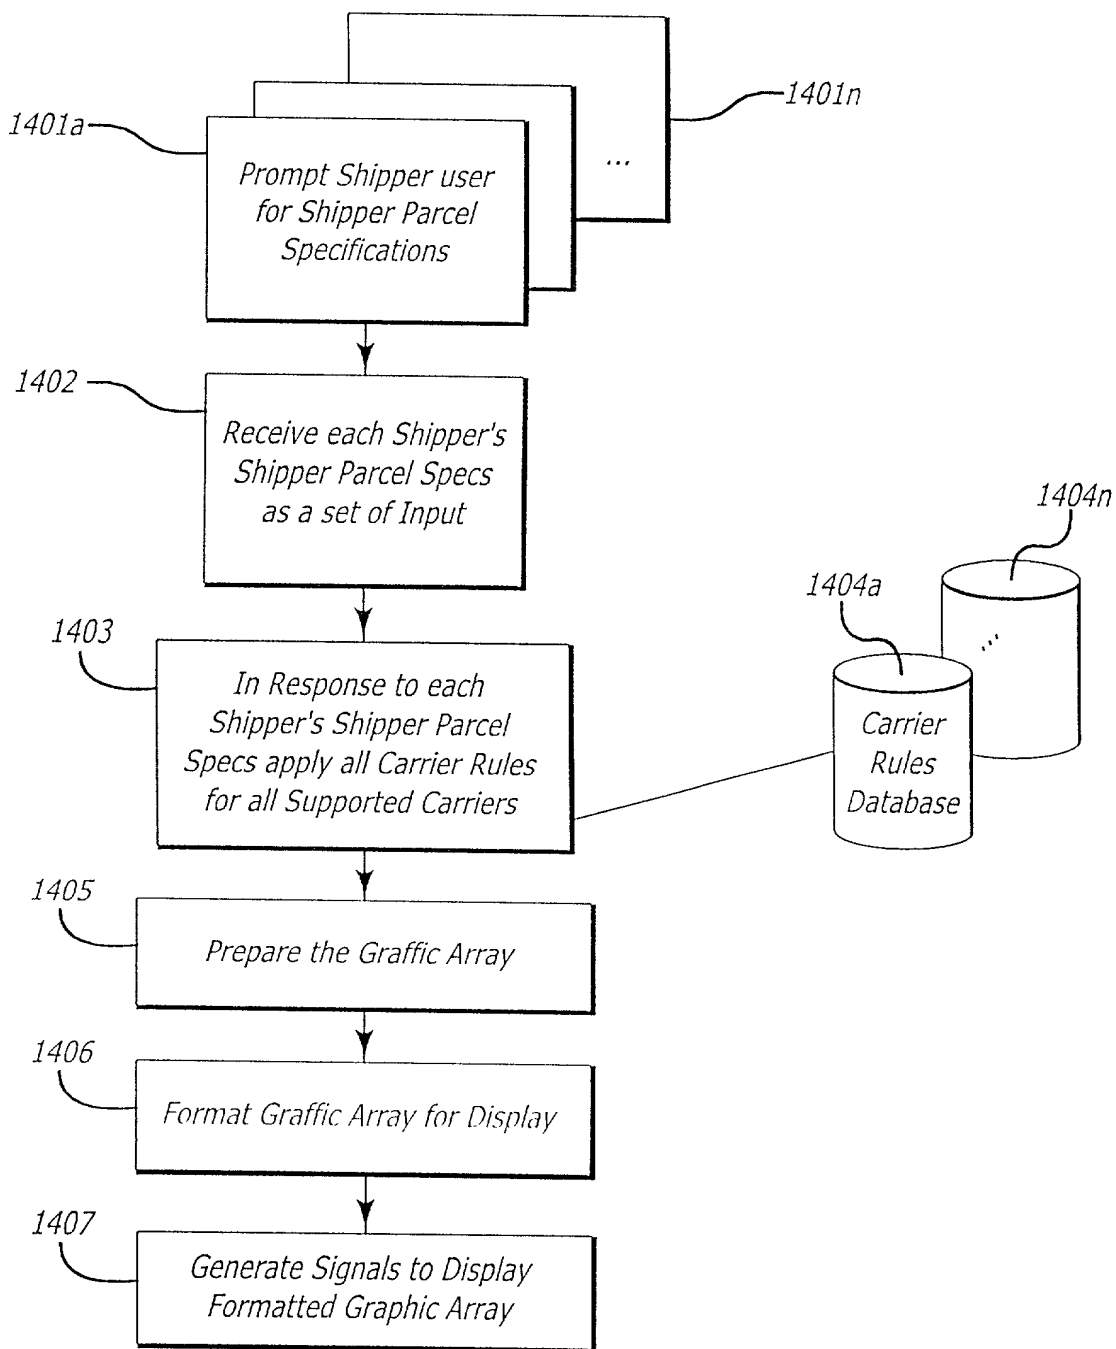 1401n
1401a
...
Prompt Shipper user
for Shipper Parcel
Specifications
1402
Receive each Shipper's
Shipper Parcel Specs
as a set of Input
1404n
1404a
...
1403
In Response to each
Shipper's Shipper Parcel
Specs apply all Carrier Rules
for all Supported Carriers
Carrier
Rules
Database
1405
Prepare the Graffic Array
1406
Format Graffic Array for Display
1407
Generate Signals to Display
Formatted Graphic Array